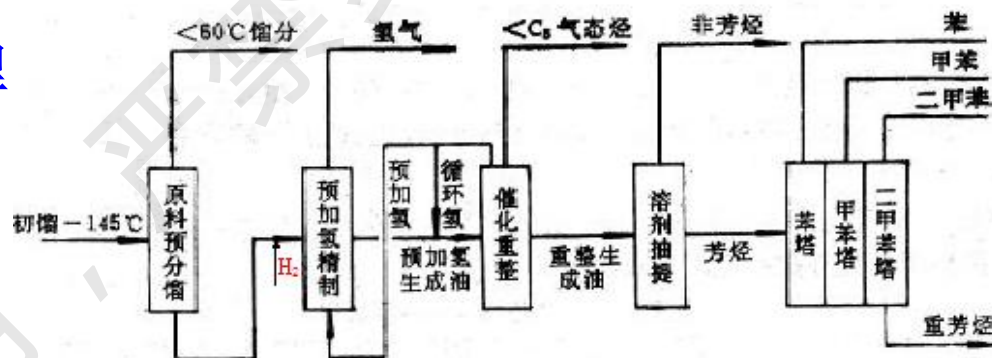 <60℃馏分
氢气
<C₅气态烃
非芳烃
苯
甲苯
二甲苯
初馏-145℃
原料预分馏
H₂
预加氢精制
预加氢
循环氢
预加氢
生成油
催化重整
重整生
成油
溶剂抽提
芳烃
苯塔
甲苯塔
二甲苯塔
重芳烃